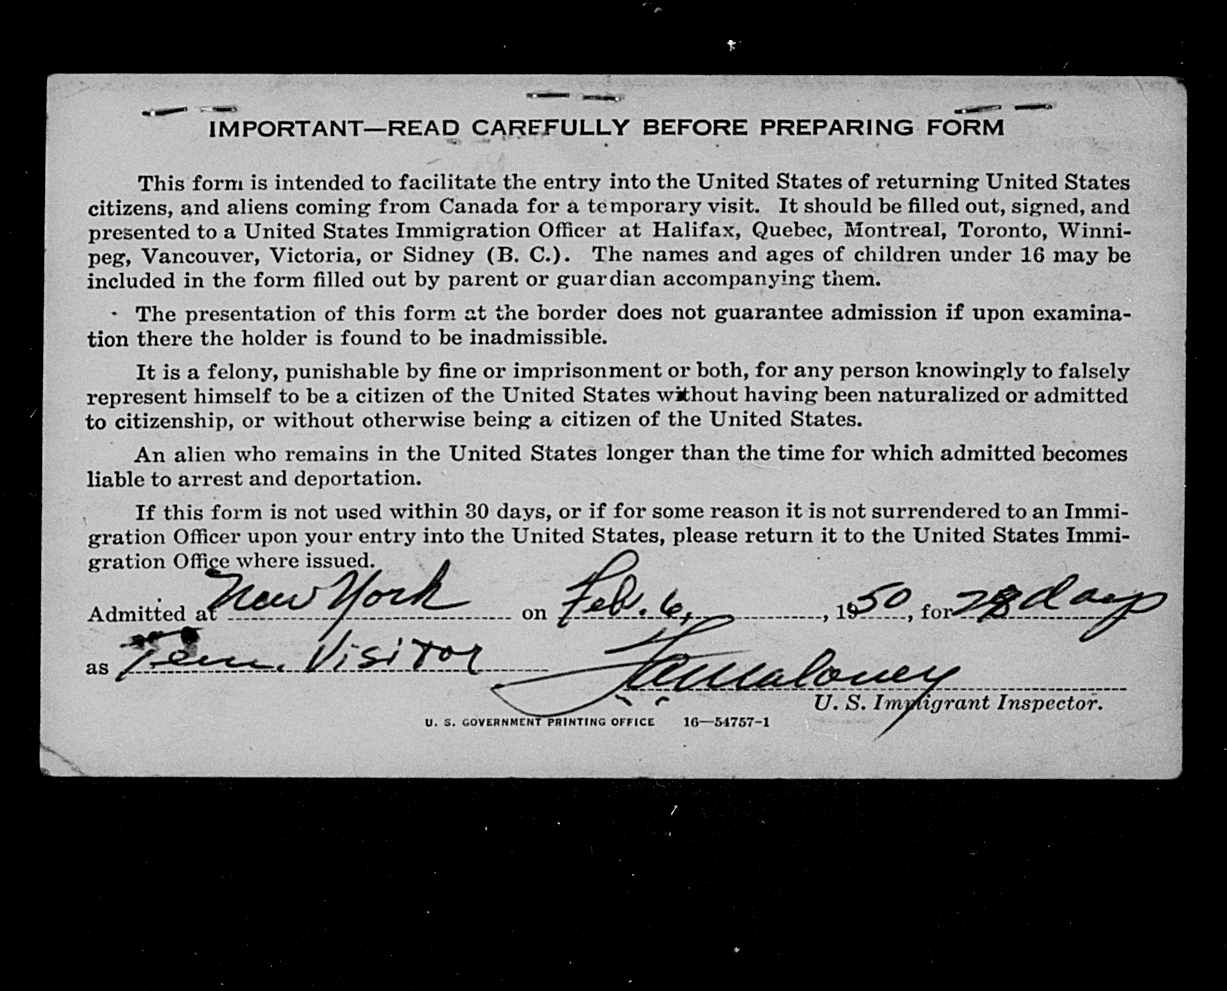 IMPORTANT—READ CAREFULLY BEFORE PREPARING FORM
This form is intended to facilitate the entry into the United States of returning United States
citizens, and aliens coming from Canada for a temporary visit. It should be filled out, signed, and
presented to a United States Immigration Officer at Halifax, Quebec, Montreal, Toronto, Winni-
peg, Vancouver, Victoria, or Sidney (B. C.). The names and ages of children under 16 may be
included in the form filled out by parent or guardian accompanying them.
The presentation of this form at the border does not guarantee admission if upon examina-
tion there the holder is found to be inadmissible.
It is a felony, punishable by fine or imprisonment or both, for any person knowingly to falsely
represent himself to be a citizen of the United States without having been naturalized or admitted
to citizenship, or without otherwise being a citizen of the United States.
An alien who remains in the United States longer than the time for which admitted becomes
liable to arrest and deportation.
If this form is not used within 30 days, or if for some reason it is not surrendered to an Immi-
gration Officer upon your entry into the United States, please return it to the United States Immi-
gration Office where issued.
Admitted at New York on Feb. 6, , 1950, for 28 days
as Tem. Visitor Maloney
U. S. Immigrant Inspector.
U. S. GOVERNMENT PRINTING OFFICE 16—54757-1